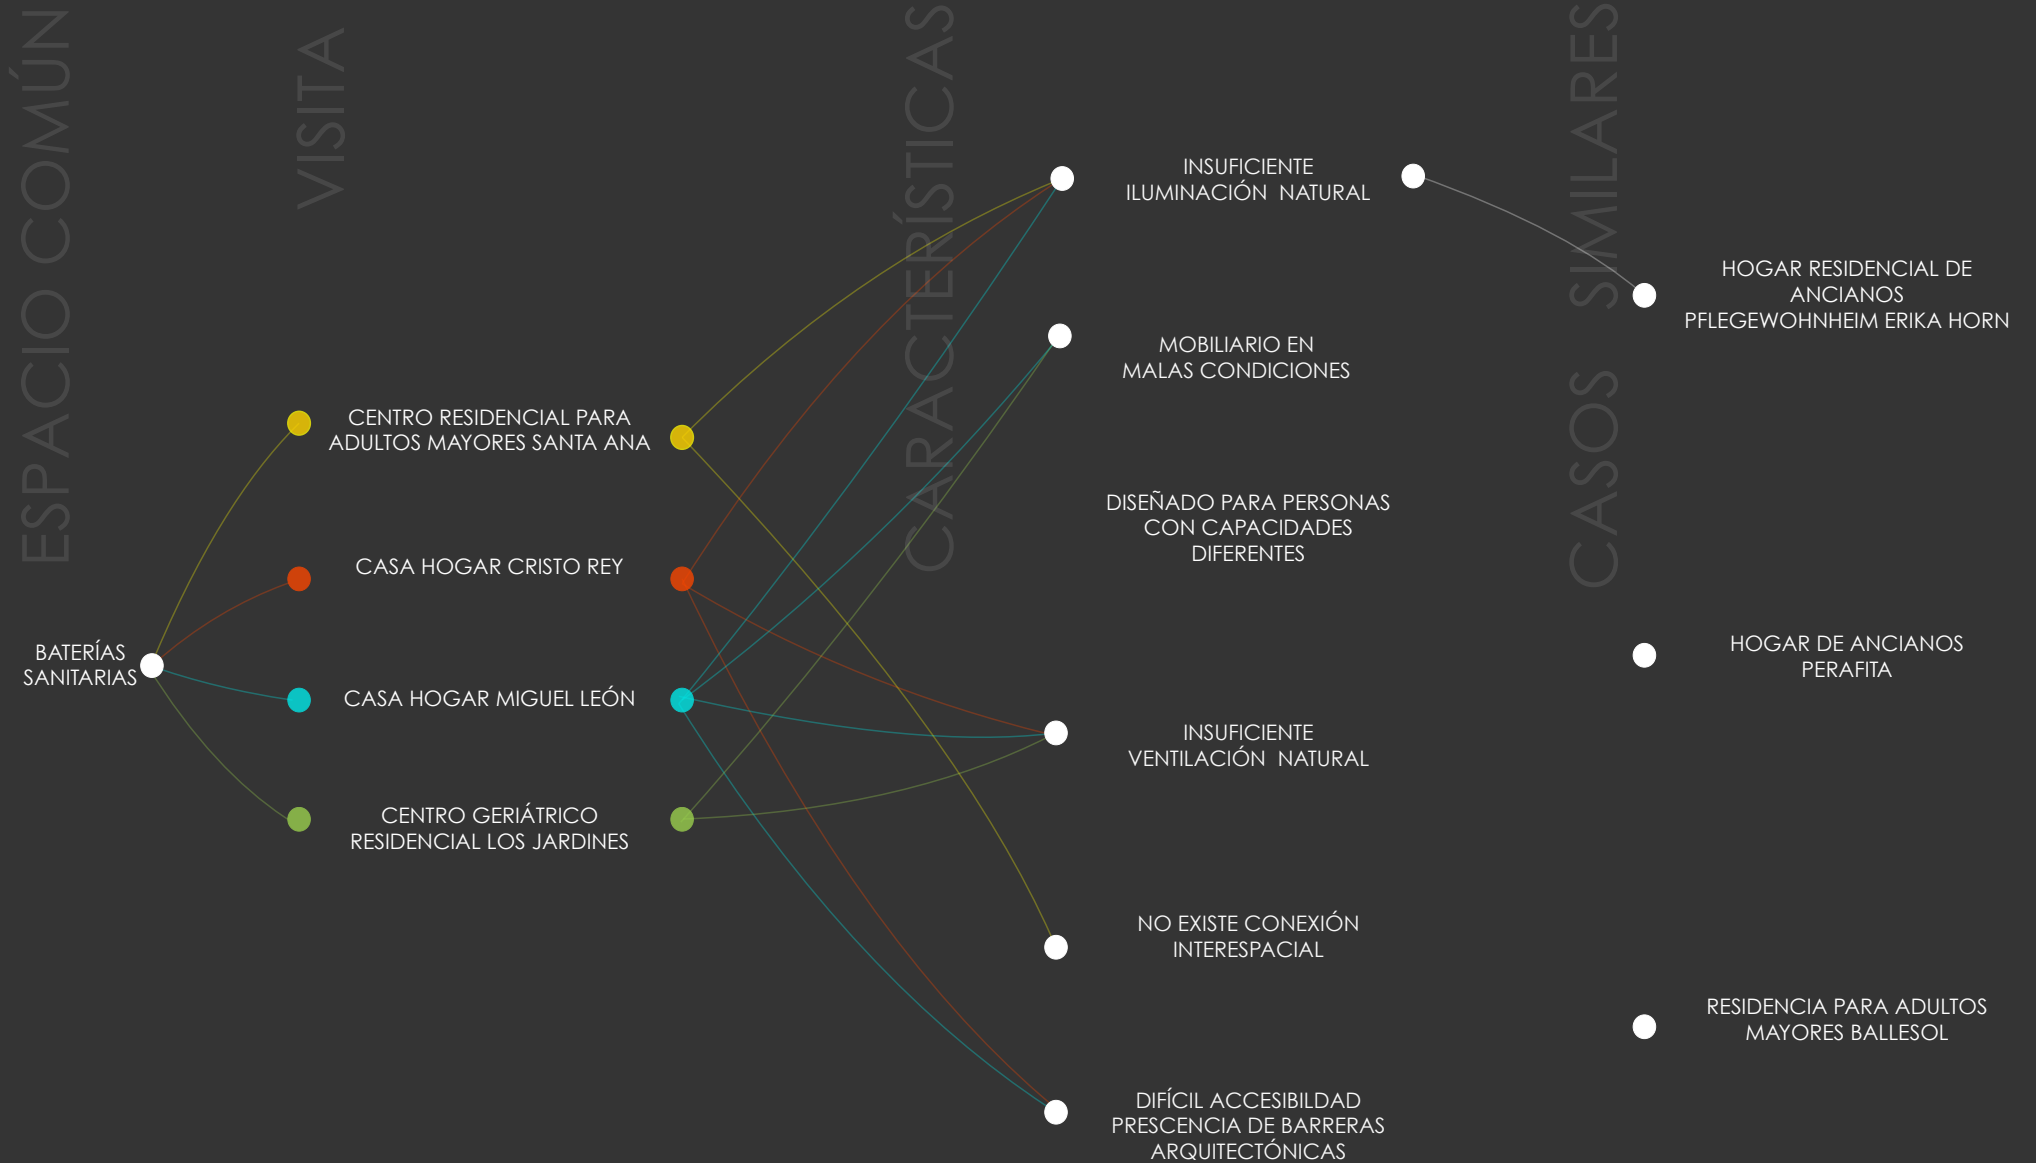 ESPACIO COMÚN
VISITA
CARACTERÍSTICAS
CASOS SIMILARES
BATERÍAS
SANITARIAS
CENTRO RESIDENCIAL PARA
ADULTOS MAYORES SANTA ANA
CASA HOGAR CRISTO REY
CASA HOGAR MIGUEL LEÓN
CENTRO GERIÁTRICO
RESIDENCIAL LOS JARDINES
INSUFICIENTE
ILUMINACIÓN NATURAL
MOBILIARIO EN
MALAS CONDICIONES
DISEÑADO PARA PERSONAS
CON CAPACIDADES
DIFERENTES
INSUFICIENTE
VENTILACIÓN NATURAL
NO EXISTE CONEXIÓN
INTERESPACIAL
DIFÍCIL ACCESIBILDAD
PRESCENCIA DE BARRERAS
ARQUITECTÓNICAS
HOGAR RESIDENCIAL DE
ANCIANOS
PFLEGEWOHNHEIM ERIKA HORN
HOGAR DE ANCIANOS
PERAFITA
RESIDENCIA PARA ADULTOS
MAYORES BALLESOL